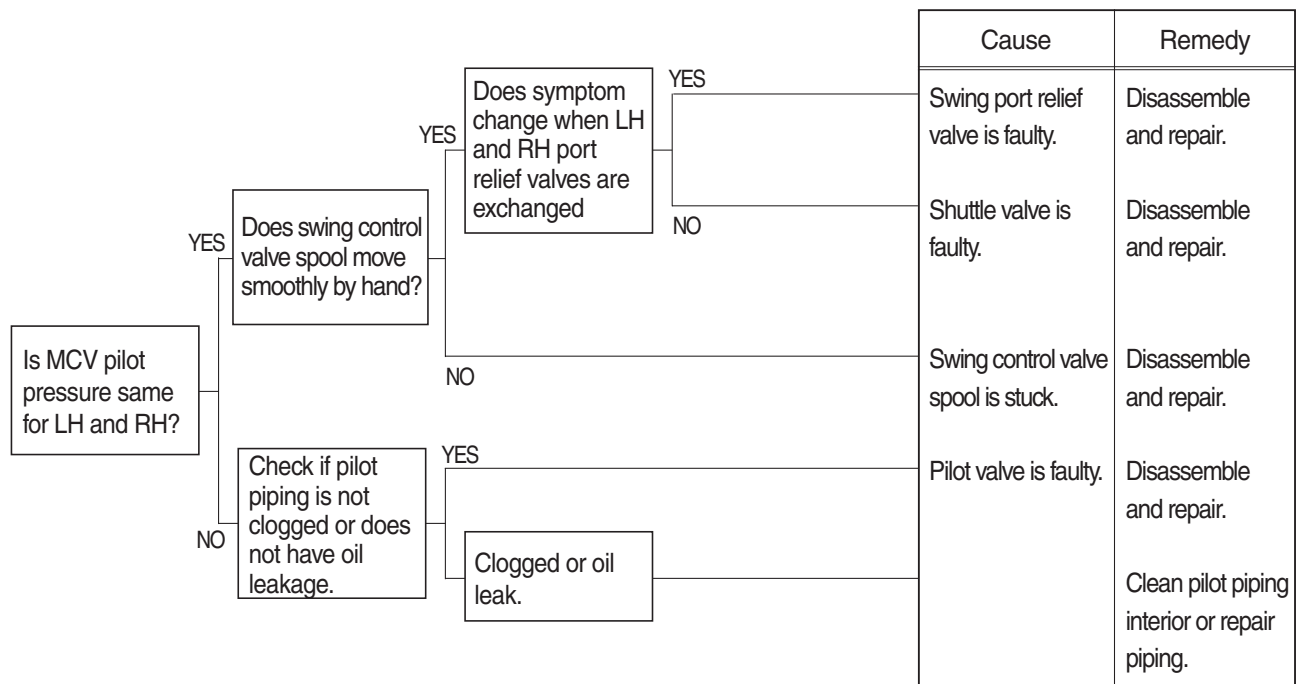 Cause
Remedy
Is MCV pilot
pressure same
for LH and RH?
YES
Does swing control
valve spool move
smoothly by hand?
YES
Does symptom
change when LH
and RH port
relief valves are
exchanged
YES
Swing port relief
valve is faulty.
Disassemble
and repair.
NO
Shuttle valve is
faulty.
Disassemble
and repair.
NO
Swing control valve
spool is stuck.
Disassemble
and repair.
NO
Check if pilot
piping is not
clogged or does
not have oil
leakage.
YES
Pilot valve is faulty.
Disassemble
and repair.
Clogged or oil
leak.
Clean pilot piping
interior or repair
piping.